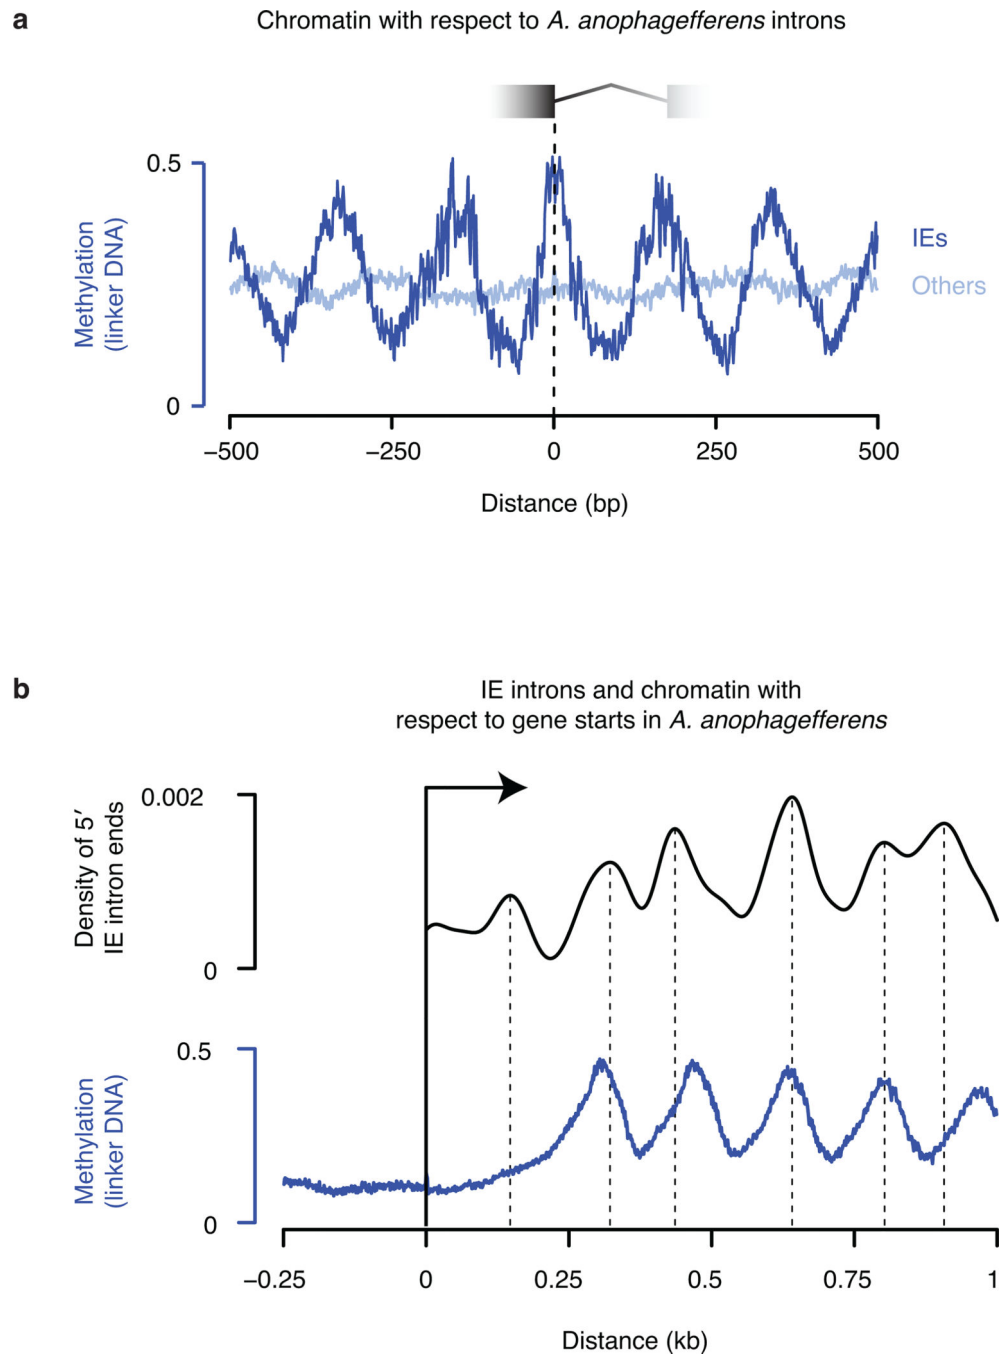 a
Chromatin with respect to A. anophagefferens introns
0.5
0
Methylation
(linker DNA)
IEs
Others
−500
−250
0
250
500
Distance (bp)
b
IE introns and chromatin with
respect to gene starts in A. anophagefferens
0.002
0
Density of 5′
IE intron ends
0.5
0
Methylation
(linker DNA)
−0.25
0
0.25
0.5
0.75
1
Distance (kb)